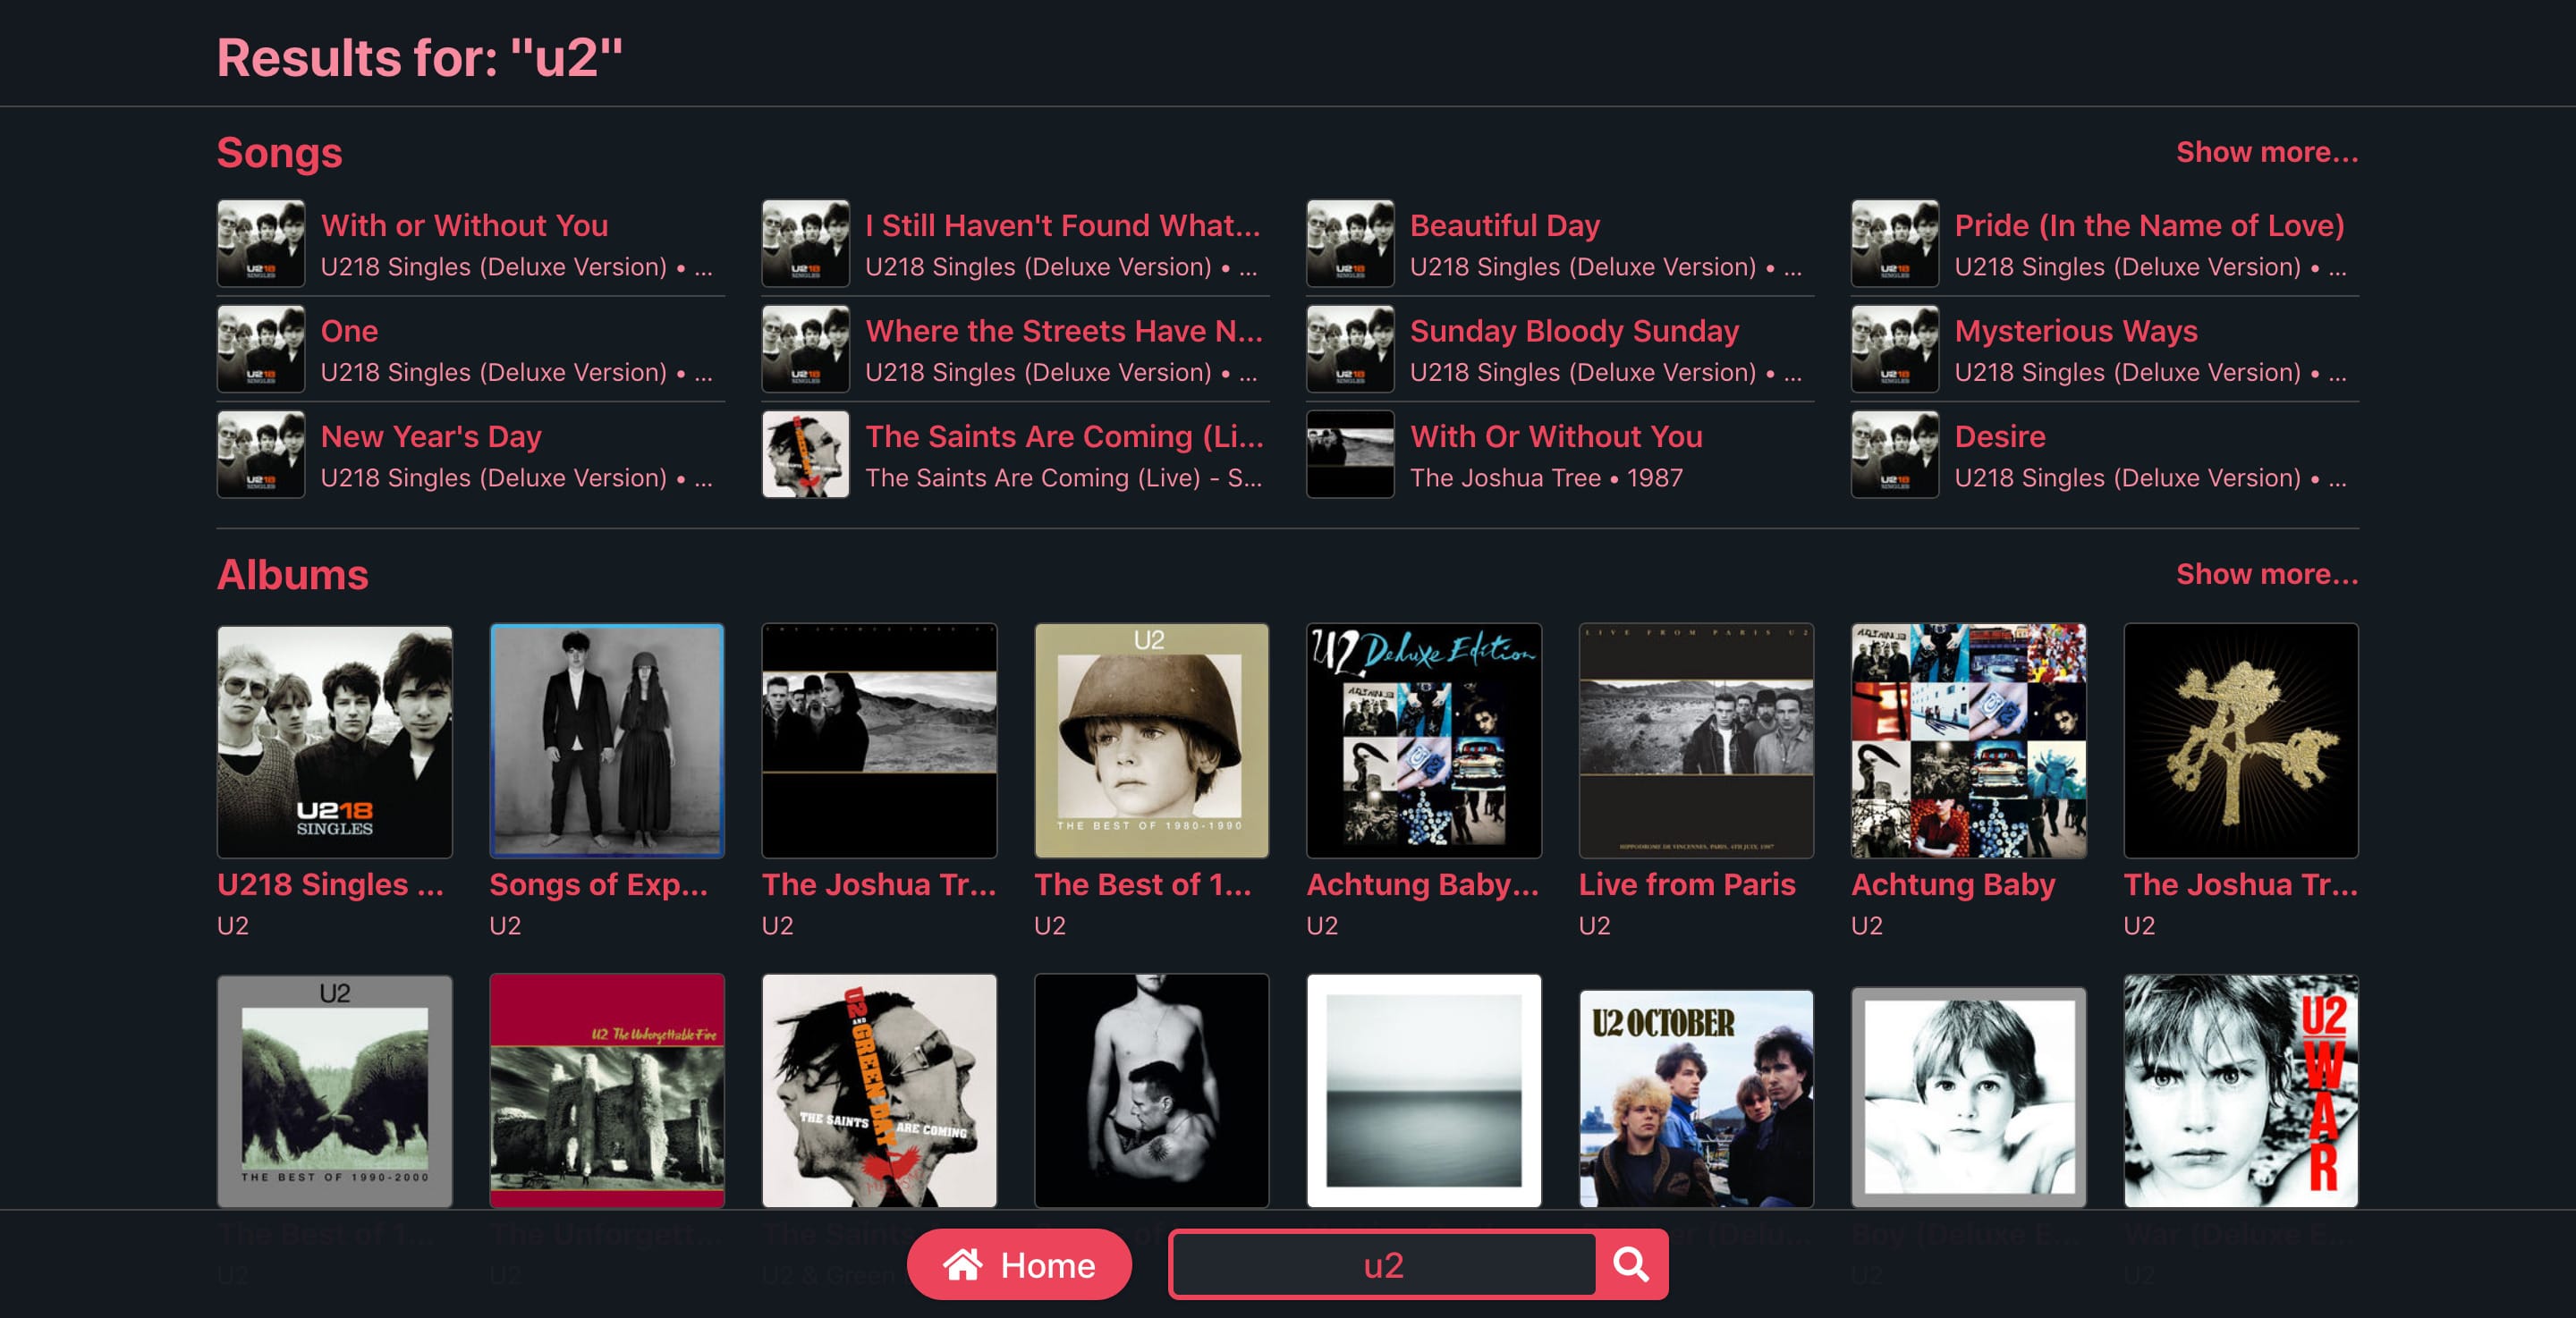 Results for: "u2"
Songs
Show more...
With or Without You
U218 Singles (Deluxe Version) • ...
I Still Haven't Found What...
U218 Singles (Deluxe Version) • ...
Beautiful Day
U218 Singles (Deluxe Version) • ...
Pride (In the Name of Love)
U218 Singles (Deluxe Version) • ...
One
U218 Singles (Deluxe Version) • ...
Where the Streets Have N...
U218 Singles (Deluxe Version) • ...
Sunday Bloody Sunday
U218 Singles (Deluxe Version) • ...
Mysterious Ways
U218 Singles (Deluxe Version) • ...
New Year's Day
U218 Singles (Deluxe Version) • ...
The Saints Are Coming (Li...
The Saints Are Coming (Live) - S...
With Or Without You
The Joshua Tree • 1987
Desire
U218 Singles (Deluxe Version) • ...
Albums
Show more...
U218
SINGLES
U2
THE BEST OF 1980-1990
U2 Deluxe Edition
LIVE FROM PARIS U2
HIPPODROME DE VINCENNES, PARIS, 4TH JULY, 1987
ACHTUNG BABY
U218 Singles ...
U2
Songs of Exp...
U2
The Joshua Tr...
U2
The Best of 1...
U2
Achtung Baby...
U2
Live from Paris
U2
Achtung Baby
U2
The Joshua Tr...
U2
U2
THE BEST OF 1990-2000
U2 The Unforgettable Fire
U2 AND GREEN DAY
THE SAINTS ARE COMING
U2 OCTOBER
U2
WAR
The Best of 1...
U2
The Unforgett...
U2
The Saints
U2 & Green
of
r (Delu...
Boy (Deluxe E...
U2
War (Deluxe E...
U2
Home
u2